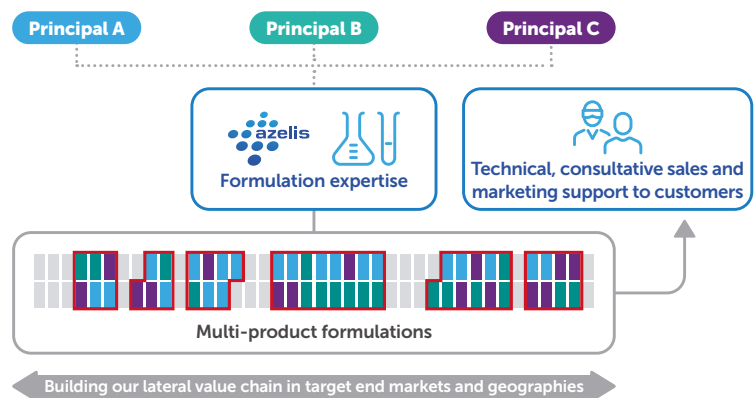 Principal A
Principal B
Principal C
azelis
Formulation expertise
Technical, consultative sales and
marketing support to customers
Multi-product formulations
Building our lateral value chain in target end markets and geographies